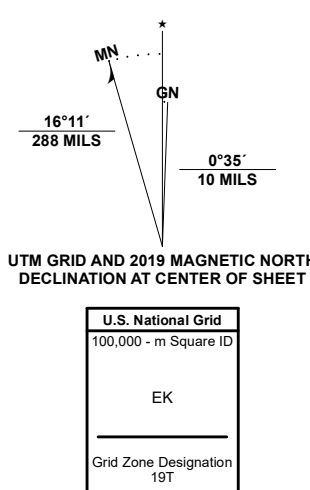 ★
MN
GN
16°11´
288 MILS
0°35´
10 MILS
UTM GRID AND 2019 MAGNETIC NORTH
DECLINATION AT CENTER OF SHEET
U.S. National Grid
100,000 - m Square ID
EK
Grid Zone Designation
19T